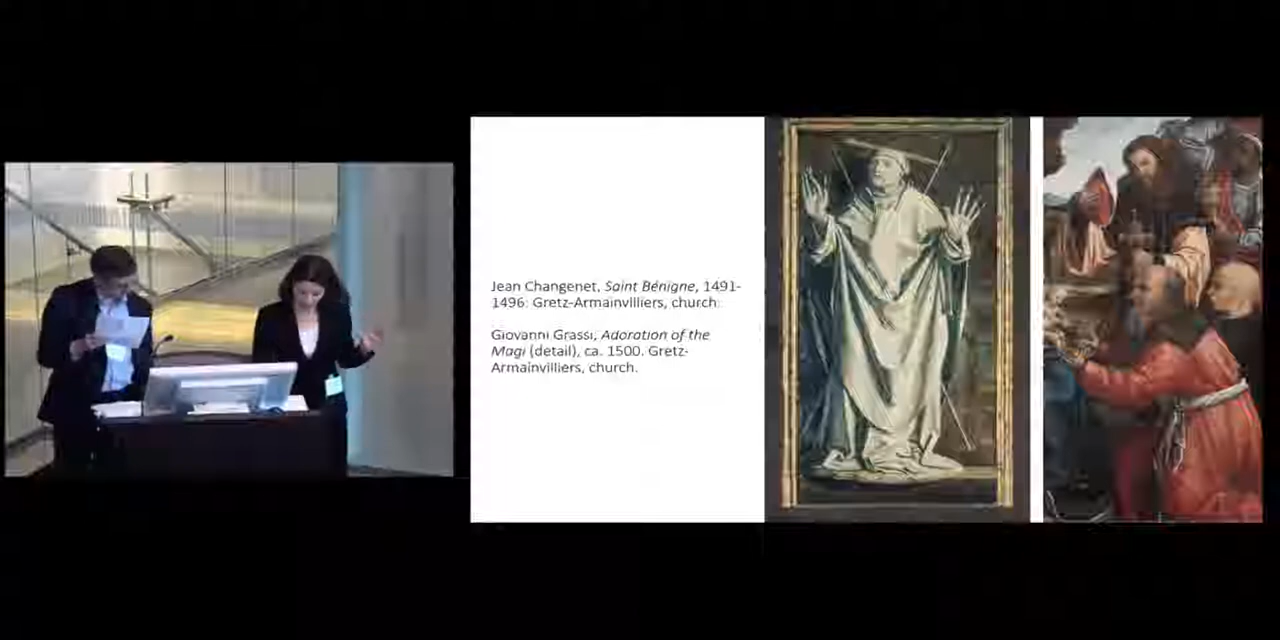 Jean Changenet, Saint Bénigne, 1491-
1496: Gretz-Armainvilliers, church.
Giovanni Grassi, Adoration of the
Magi (detail), ca. 1500. Gretz-
Armainvilliers, church.